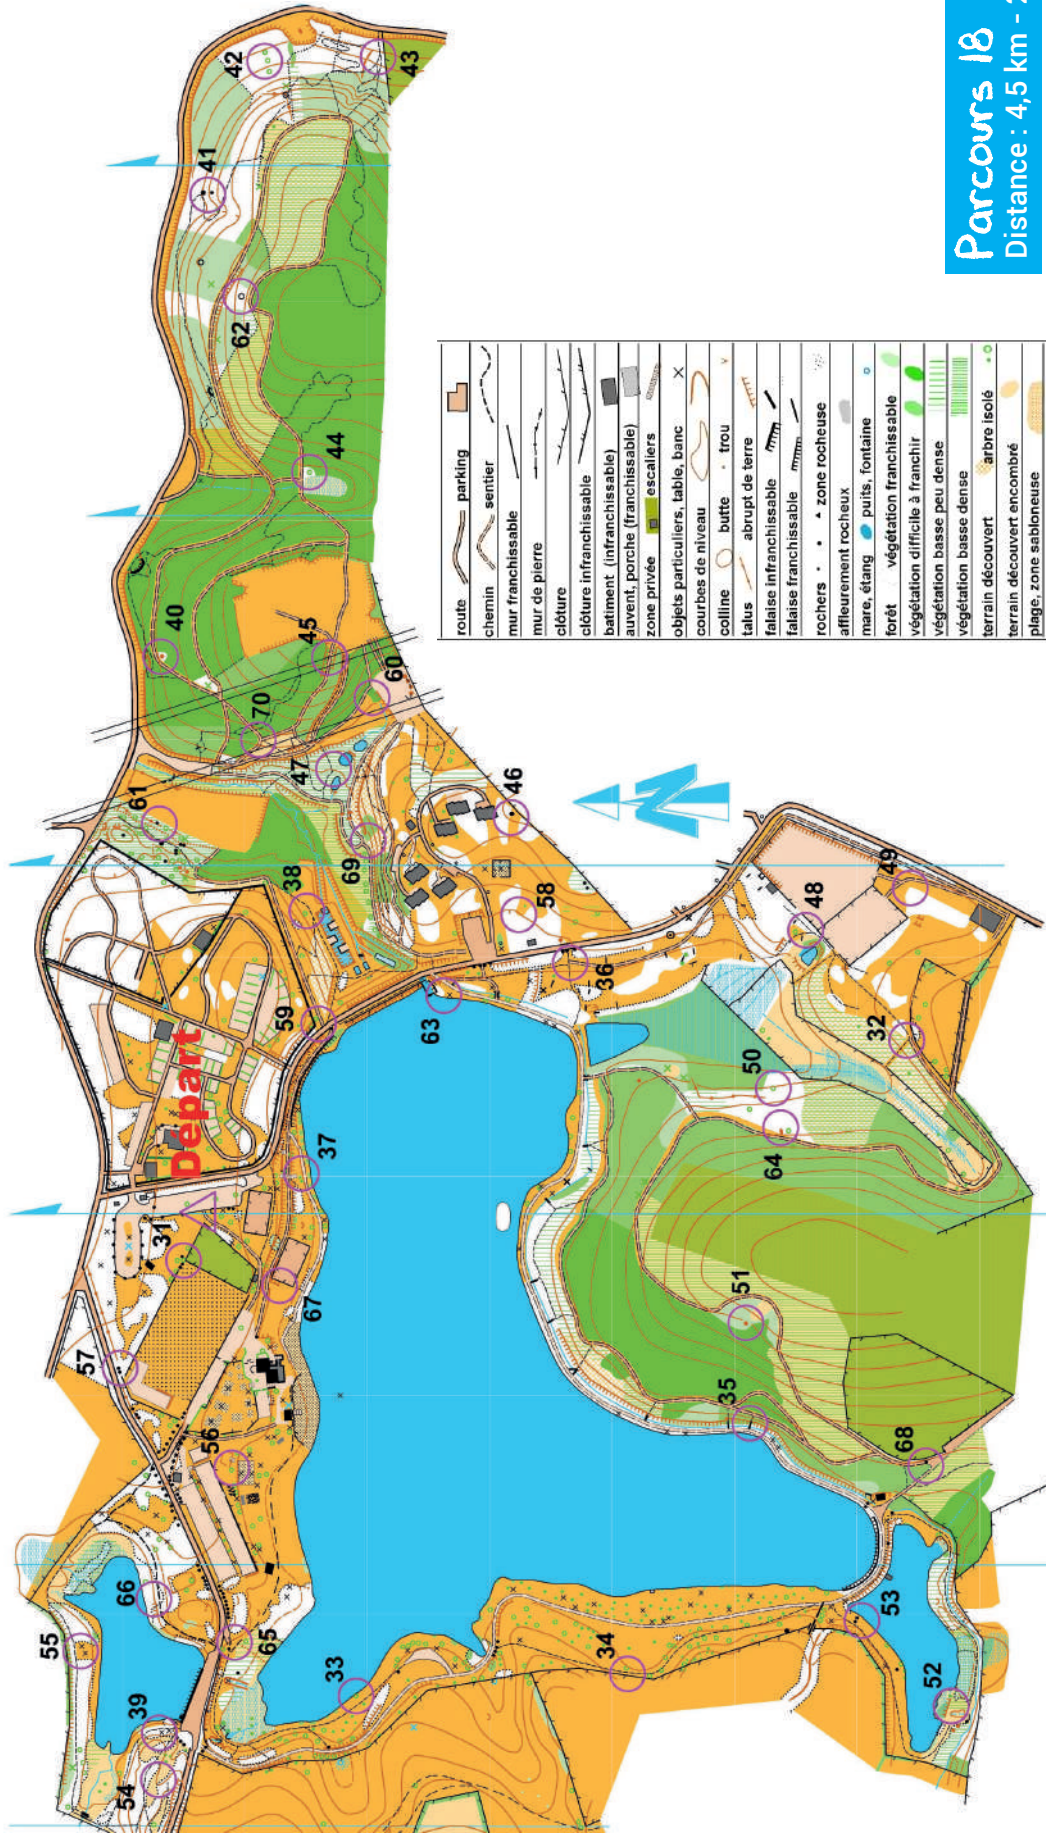 Parcours 18
Distance : 4,5 km -
Départ
N
42
43
41
62
44
40
45
60
70
47
61
46
69
38
58
49
48
36
59
63
32
50
37
64
31
67
51
57
35
56
68
66
65
55
53
33
34
39
52
54
route parking
chemin sentier
mur franchissable
mur de pierre
clôture
clôture infranchissable
batiment (infranchissable)
auvent, porche (franchissable)
zone privée escaliers
objets particuliers, table, banc
courbes de niveau
colline butte trou
talus abrupt de terre
falaise infranchissable
falaise franchissable
rochers zone rocheuse
affleurement rocheux
mare, étang puits, fontaine
forêt végétation franchissable
végétation difficile à franchir
végétation basse peu dense
végétation basse dense
terrain découvert arbre isolé
terrain découvert encombré
plage, zone sabloneuse